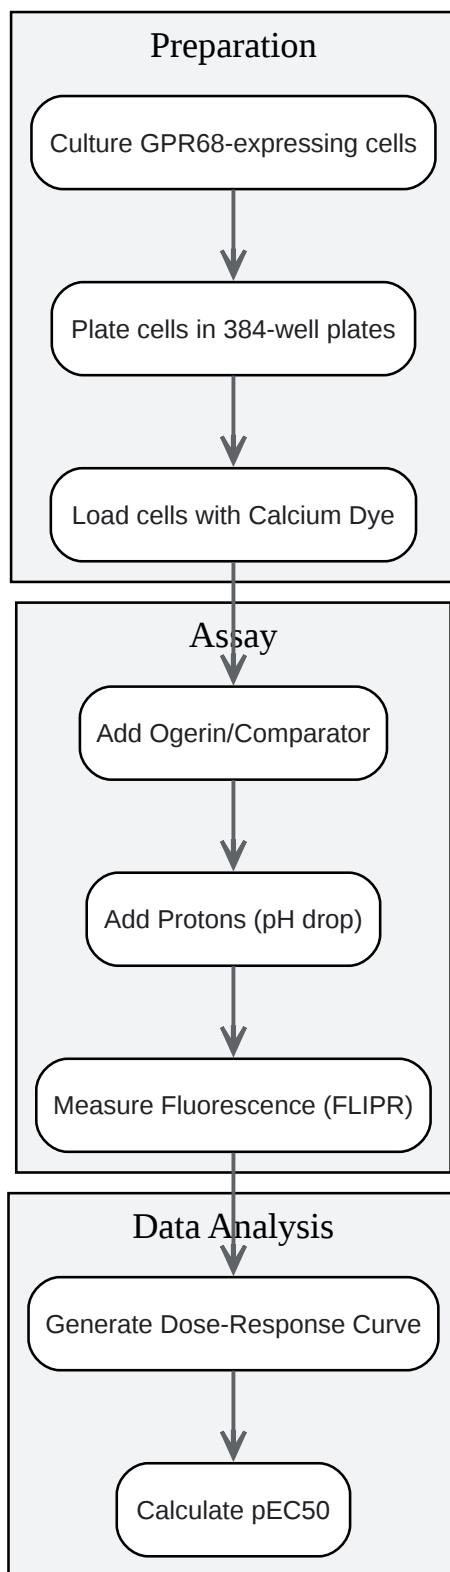 Preparation
Culture GPR68-expressing cells
Plate cells in 384-well plates
Load cells with Calcium Dye
Assay
Add Ogerin/Comparator
Add Protons (pH drop)
Measure Fluorescence (FLIPR)
Data Analysis
Generate Dose-Response Curve
Calculate pEC50